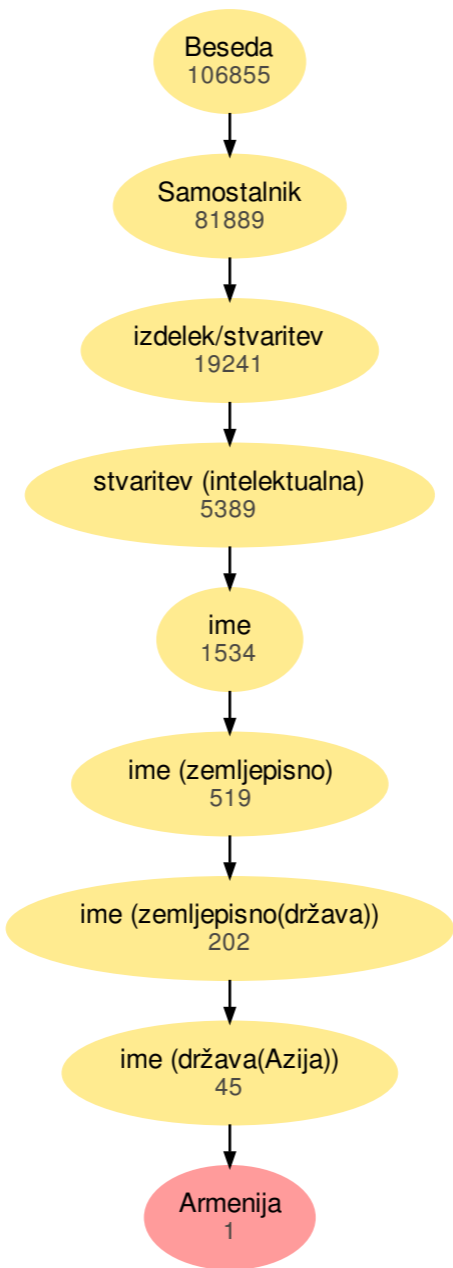 Beseda
106855
Samostalnik
81889
izdelek/stvaritev
19241
stvaritev (intelektualna)
5389
ime
1534
ime (zemljepisno)
519
ime (zemljepisno(država))
202
ime (država(Azija))
45
Armenija
1